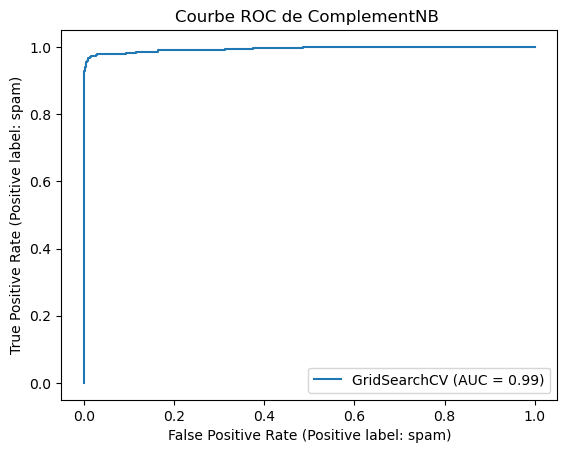 Courbe ROC de ComplementNB
True Positive Rate (Positive label: spam)
1.0
0.8
0.6
0.4
0.2
0.0
GridSearchCV (AUC = 0.99)
0.0 0.2 0.4 0.6 0.8 1.0
False Positive Rate (Positive label: spam)